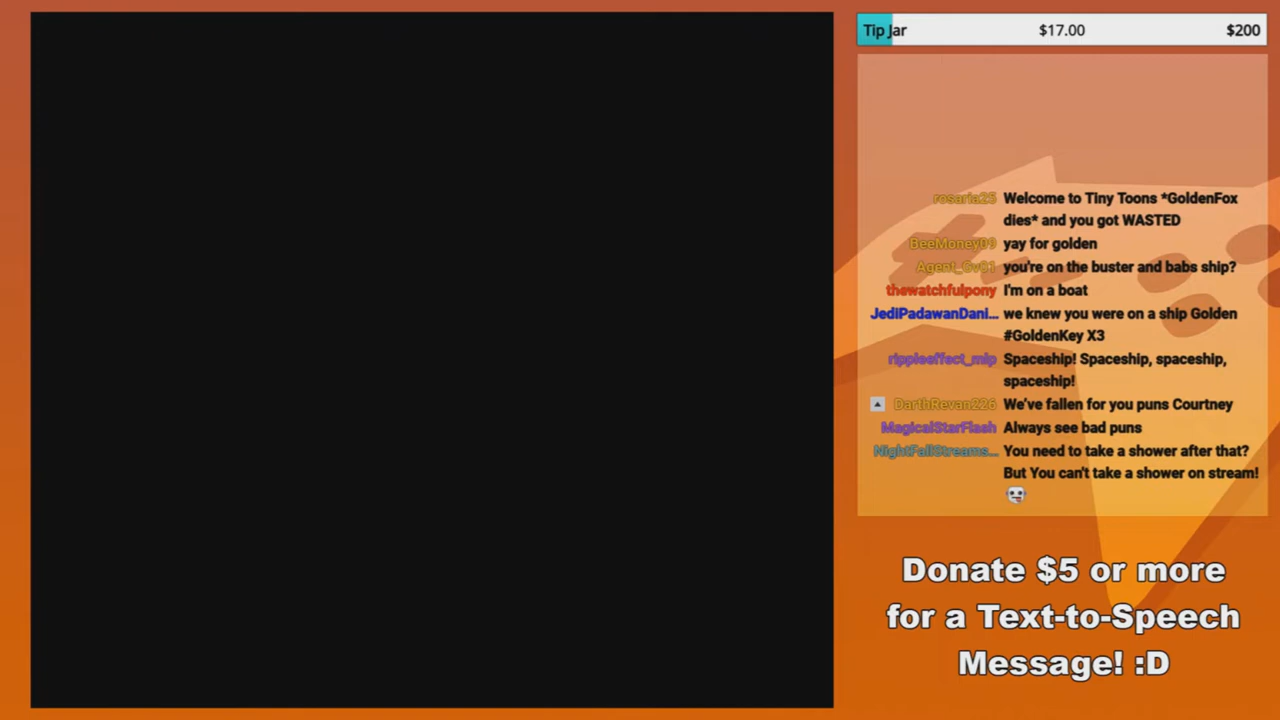 Tip Jar $17.00 $200
rosaria25 Welcome to Tiny Toons *GoldenFox
dies* and you got WASTED
BeeMoney09 yay for golden
Agent_Gv01 you're on the buster and babs ship?
thewatchfulpony I'm on a boat
JediPadawanDani... we knew you were on a ship Golden
#GoldenKey X3
rippleeffect_mlp Spaceship! Spaceship, spaceship,
spaceship!
DarthRevan226 We've fallen for you puns Courtney
MagicalStarFlash Always see bad puns
NightFallStreams... You need to take a shower after that?
But You can't take a shower on stream!
Donate $5 or more
for a Text-to-Speech
Message! :D